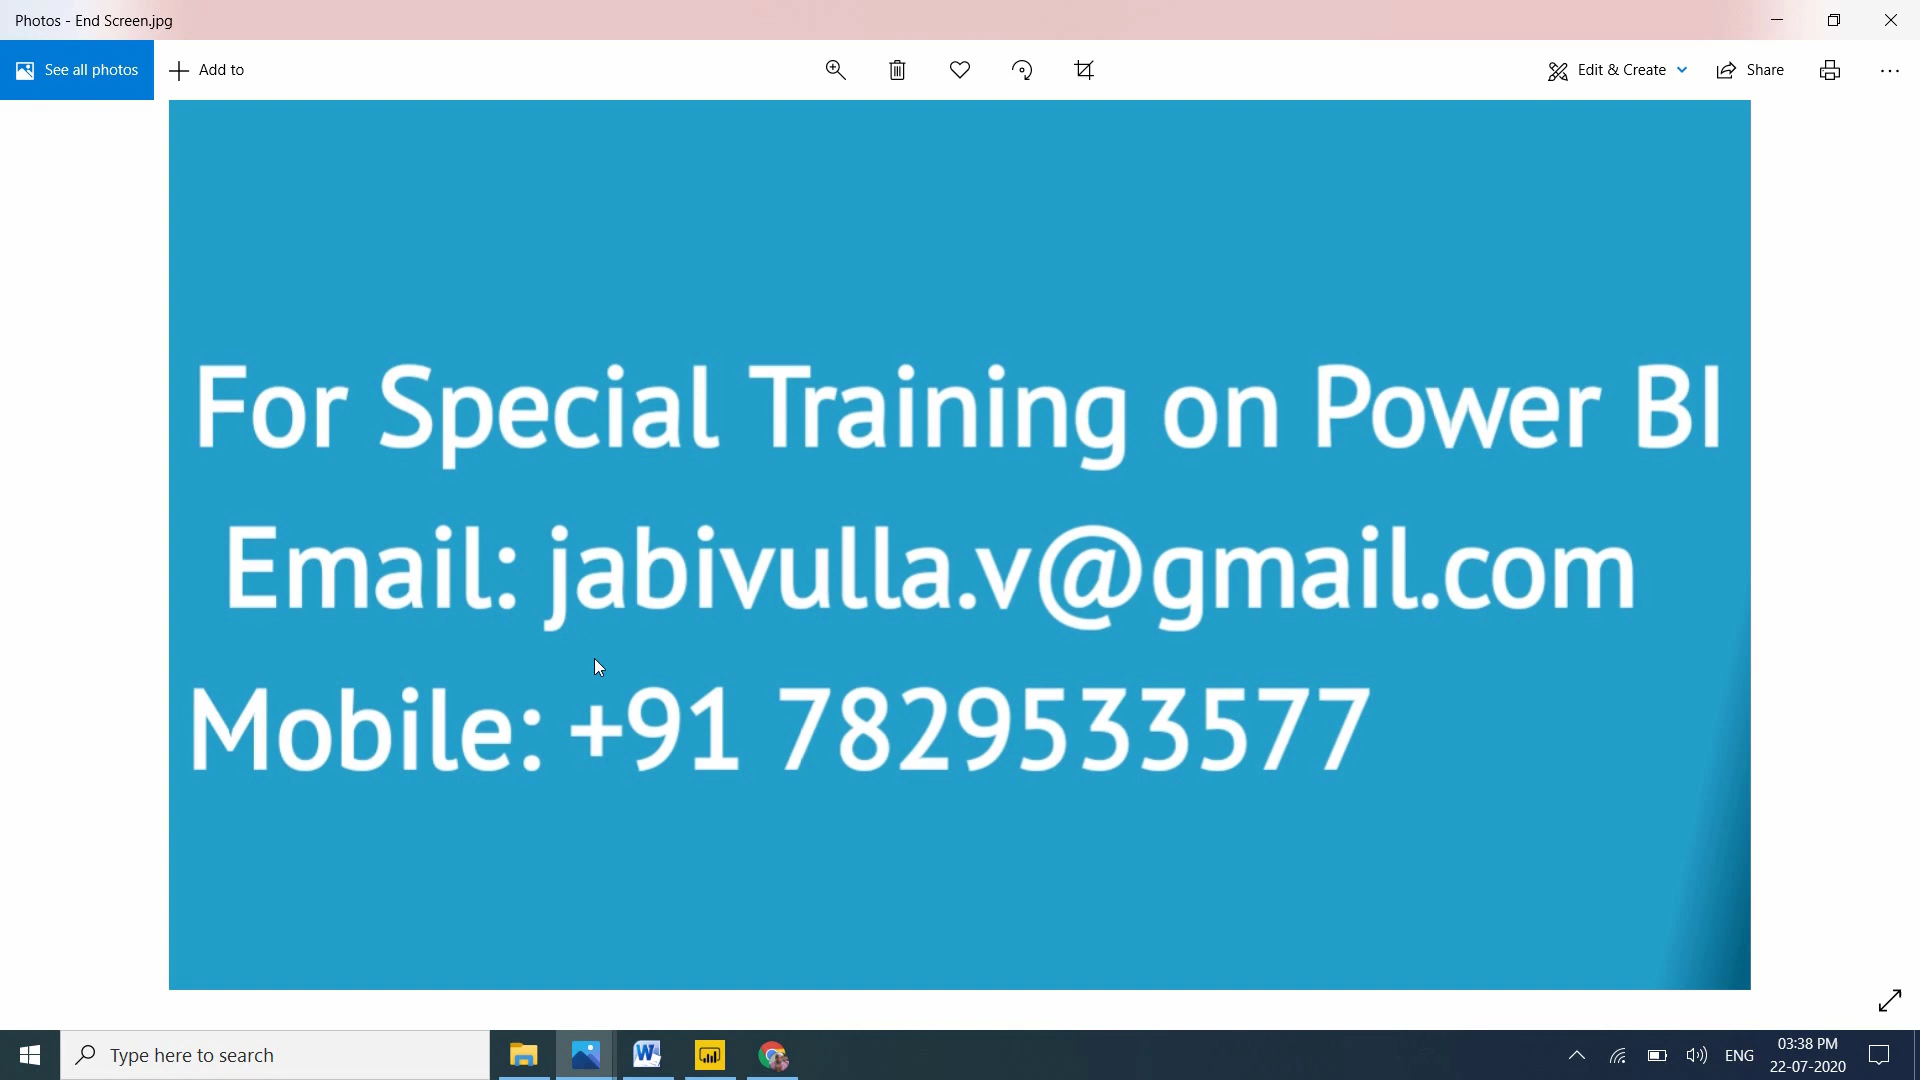 Photos - End Screen.jpg
See all photos
Add to
Edit & Create
Share
For Special Training on Power BI
Email: jabivulla.v@gmail.com
Mobile: +91 7829533577
Type here to search
ENG
03:38 PM
22-07-2020